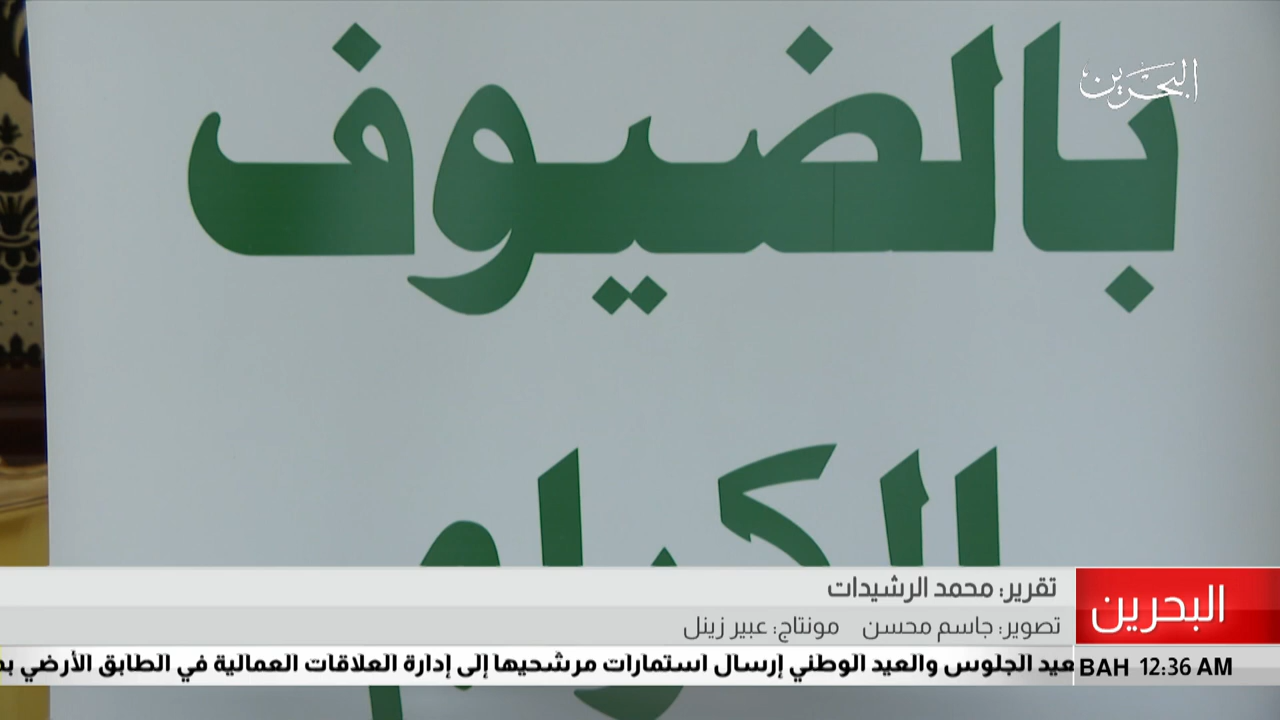 البحرين
بالضيوف
الكرام
تقرير: محمد الرشيدات
البحرين
تصوير: جاسم محسن مونتاج: عبير زينل
عيد الجلوس والعيد الوطني إرسال استمارات مرشحيها إلى إدارة العلاقات العمالية في الطابق الأرضي
BAH 12:36 AM